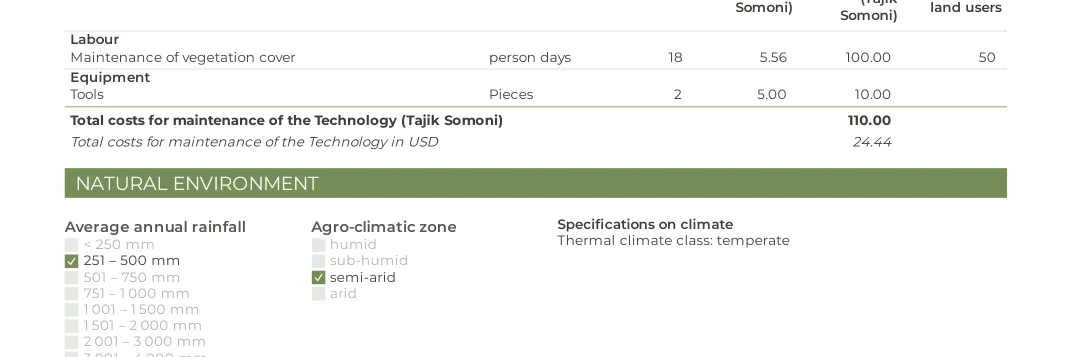 Somoni) Somoni) land users
Labour
Maintenance of vegetation cover person days 18 5.56 100.00 50
Equipment
Tools Pieces 2 5.00 10.00
Total costs for maintenance of the Technology (Tajik Somoni) 110.00
Total costs for maintenance of the Technology in USD 24.44
NATURAL ENVIRONMENT
Average annual rainfall
< 250 mm
251 – 500 mm
501 – 750 mm
751 – 1 000 mm
1 001 – 1 500 mm
1 501 – 2 000 mm
2 001 – 3 000 mm
Agro-climatic zone
humid
sub-humid
semi-arid
arid
Specifications on climate
Thermal climate class: temperate